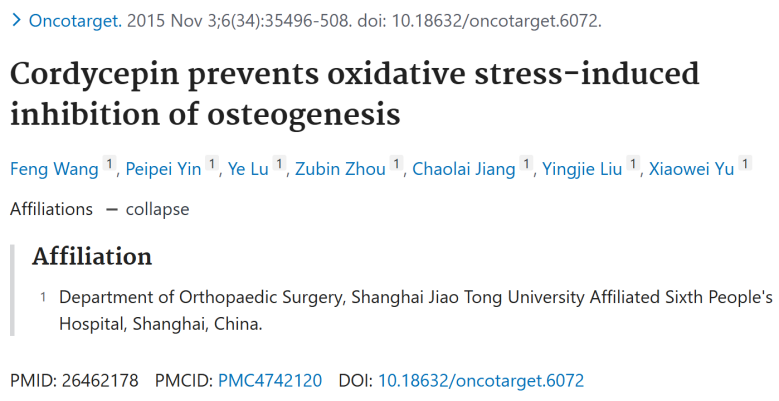 > Oncotarget. 2015 Nov 3;6(34):35496-508. doi: 10.18632/oncotarget.6072.
Cordycepin prevents oxidative stress-induced
inhibition of osteogenesis
Feng Wang 1, Peipei Yin 1, Ye Lu 1, Zubin Zhou 1, Chaolai Jiang 1, Yingjie Liu 1, Xiaowei Yu 1
Affiliations — collapse
Affiliation
1 Department of Orthopaedic Surgery, Shanghai Jiao Tong University Affiliated Sixth People's
Hospital, Shanghai, China.
PMID: 26462178 PMCID: PMC4742120 DOI: 10.18632/oncotarget.6072